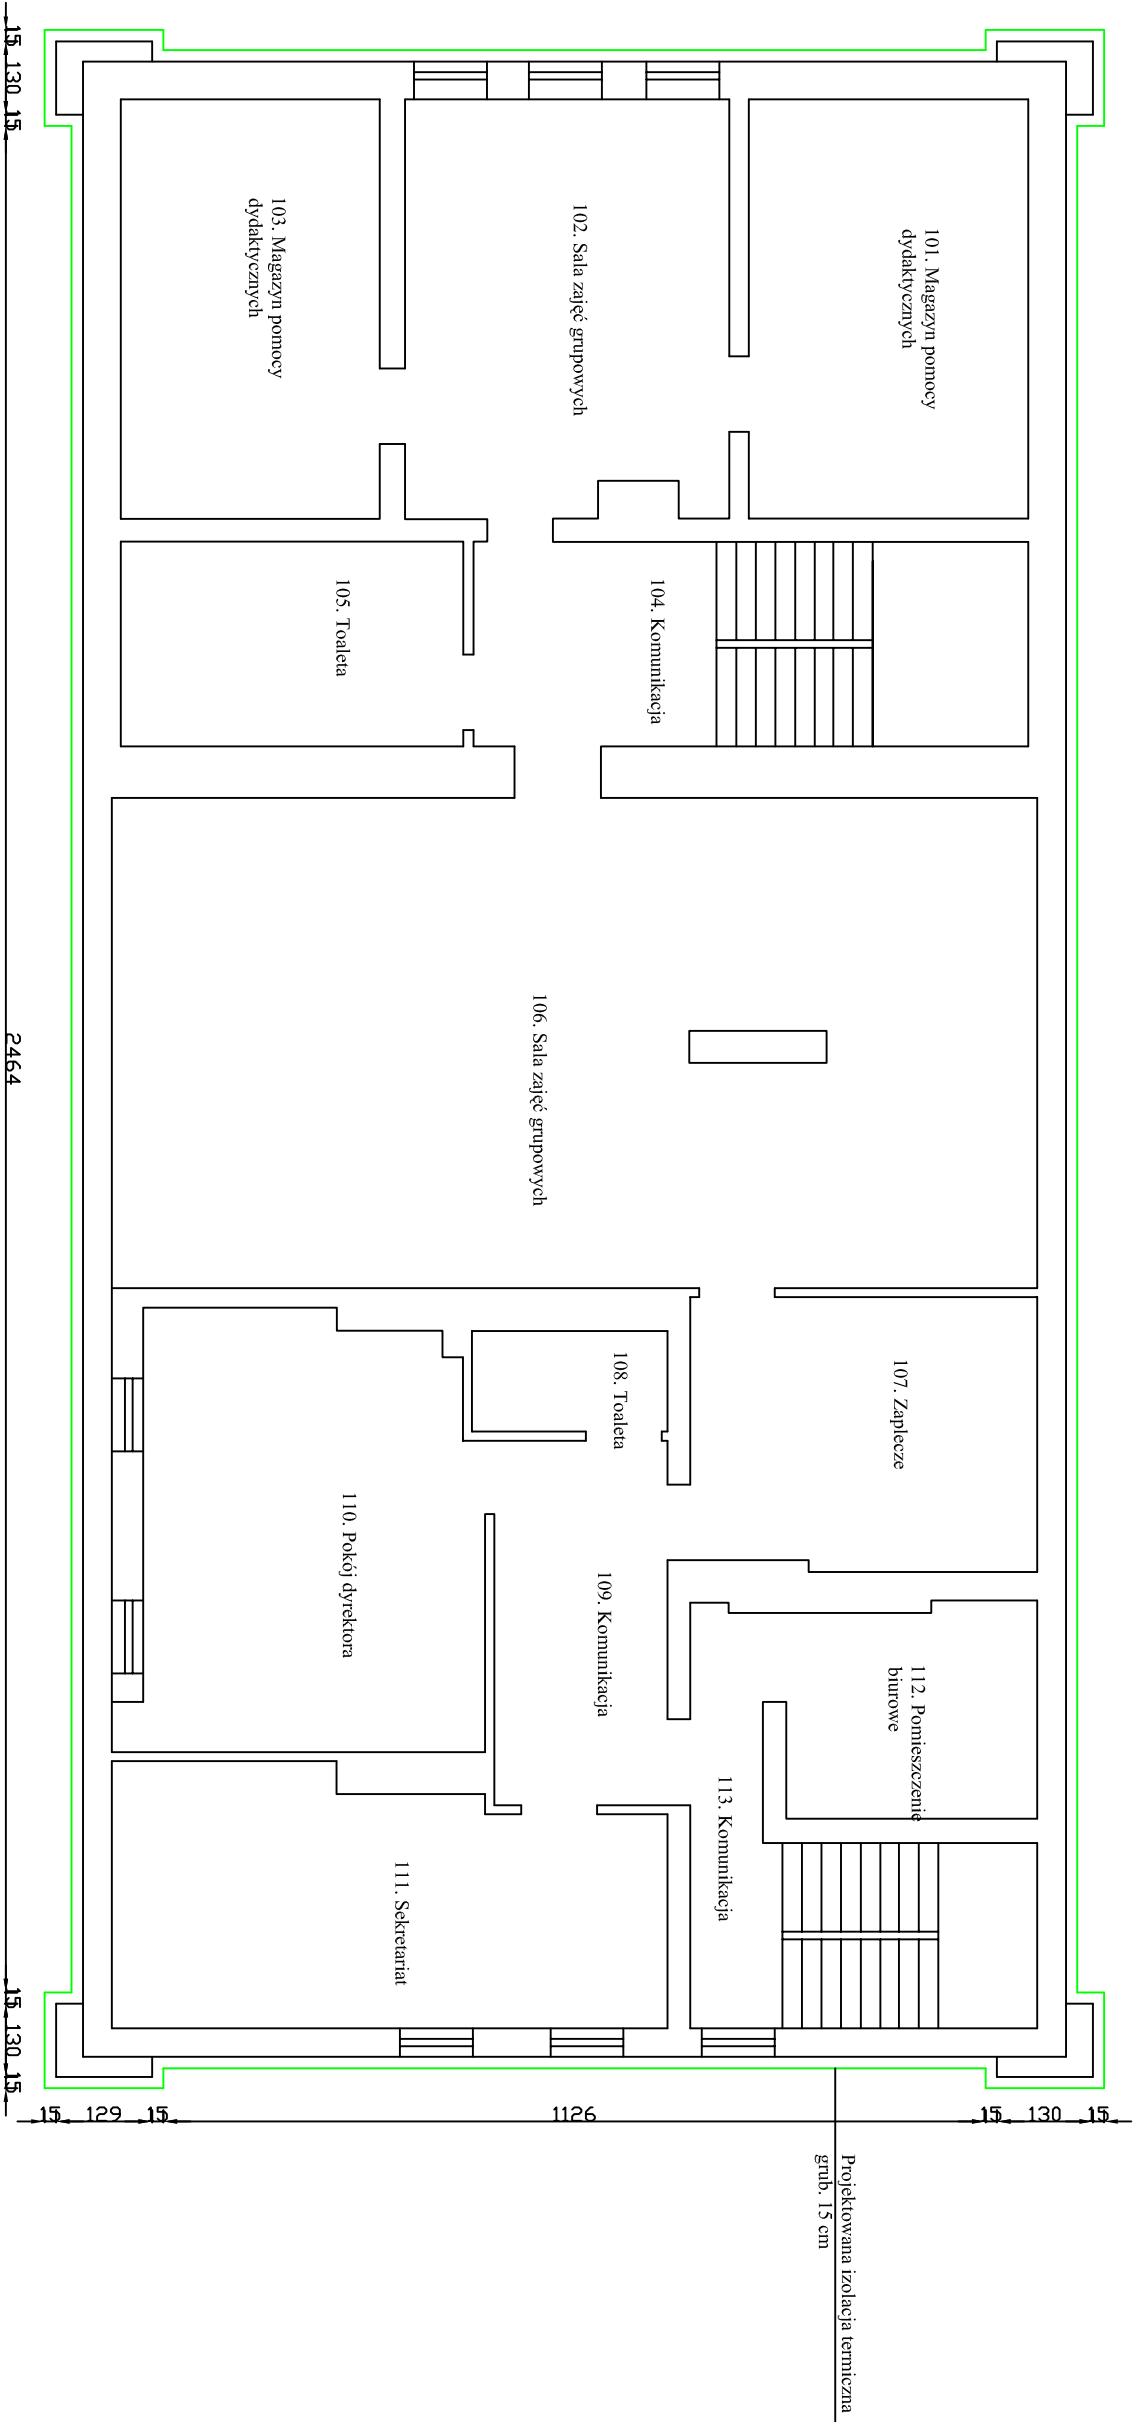 101. Magazyn pomocy
dydaktycznych
102. Sala zajęć grupowych
103. Magazyn pomocy
dydaktycznych
104. Komunikacja
105. Toaleta
106. Sala zajęć grupowych
107. Zaplecze
108. Toaleta
109. Komunikacja
110. Pokój dyrektora
111. Sekretariat
112. Pomieszczenie
biurowe
113. Komunikacja
15 130 15 2464 15 130 15
15 129 15 1126 15 130 15
Projektowana izolacja termiczna
grub. 15 cm